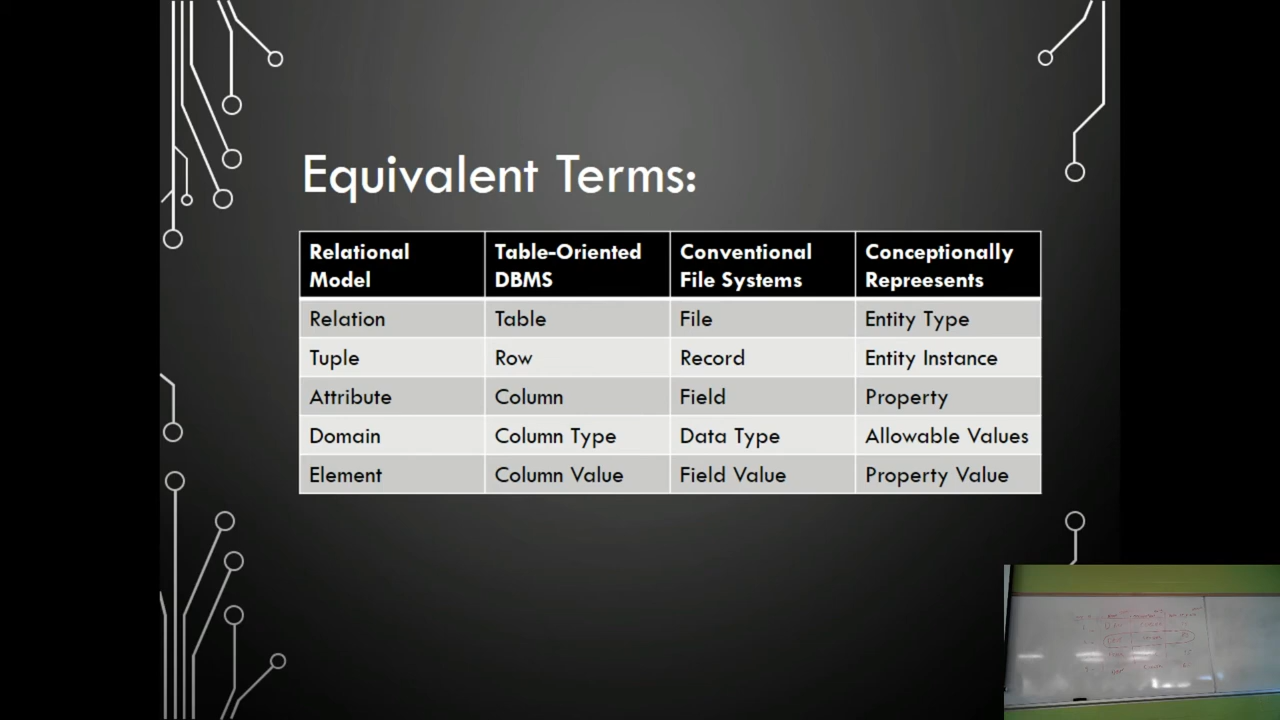 Equivalent Terms:
Relational Model | Table-Oriented DBMS | Conventional File Systems | Conceptionally Repreesents
Relation | Table | File | Entity Type
Tuple | Row | Record | Entity Instance
Attribute | Column | Field | Property
Domain | Column Type | Data Type | Allowable Values
Element | Column Value | Field Value | Property Value